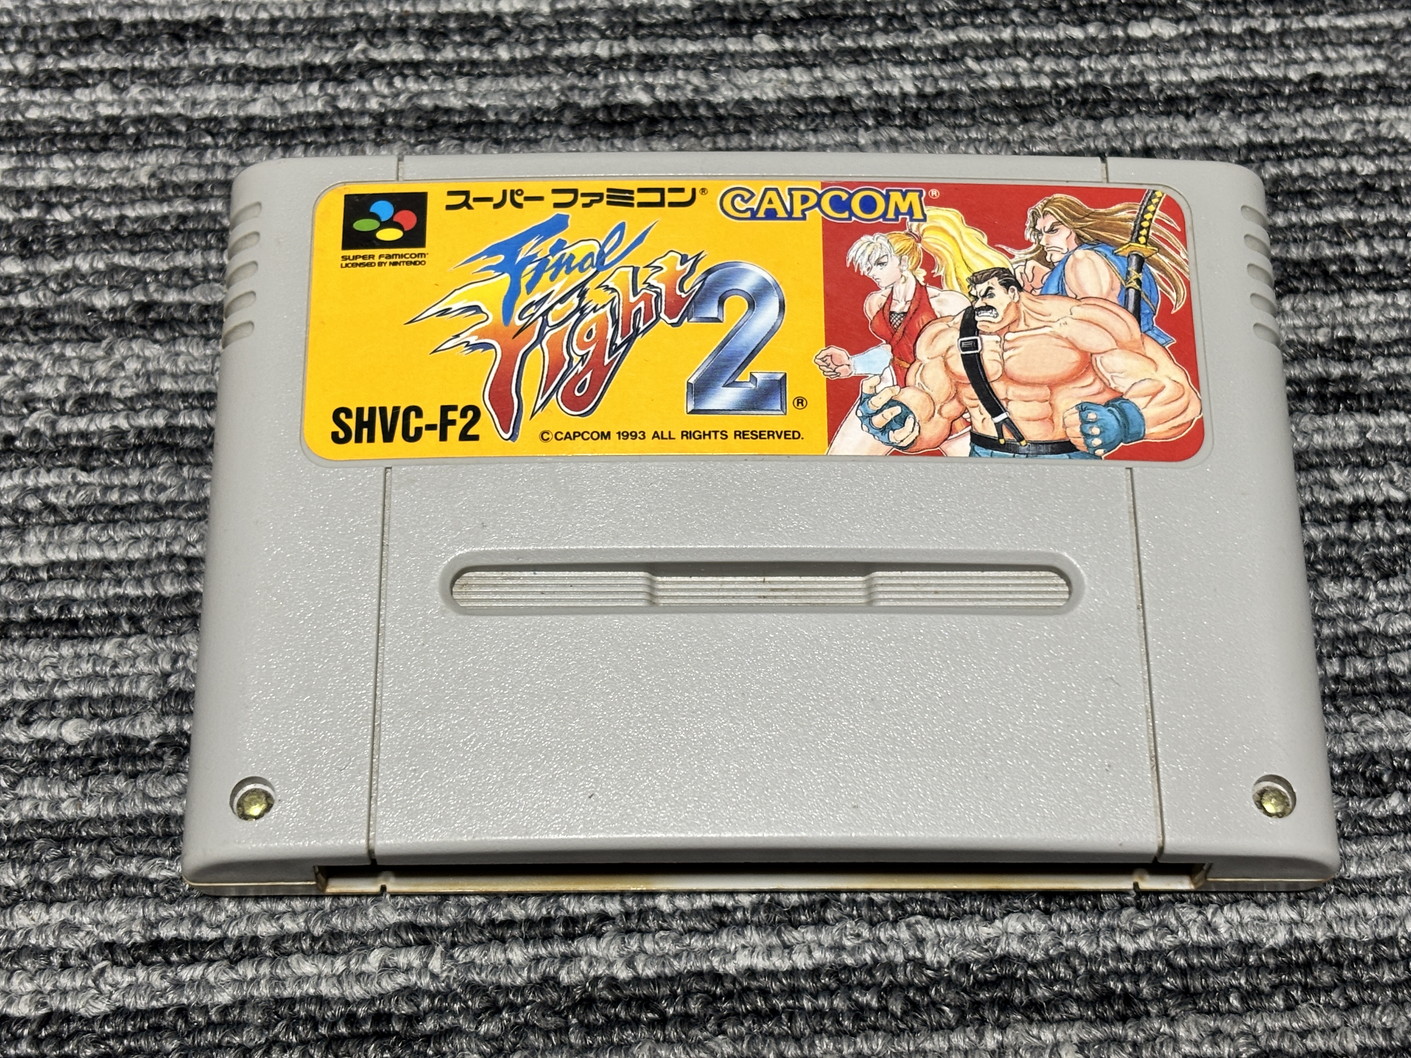 スーパーファミコン® CAPCOM®
SUPER FAMICOM™
LICENSED BY NINTENDO
Final
Fight 2®
SHVC-F2
©CAPCOM 1993 ALL RIGHTS RESERVED.